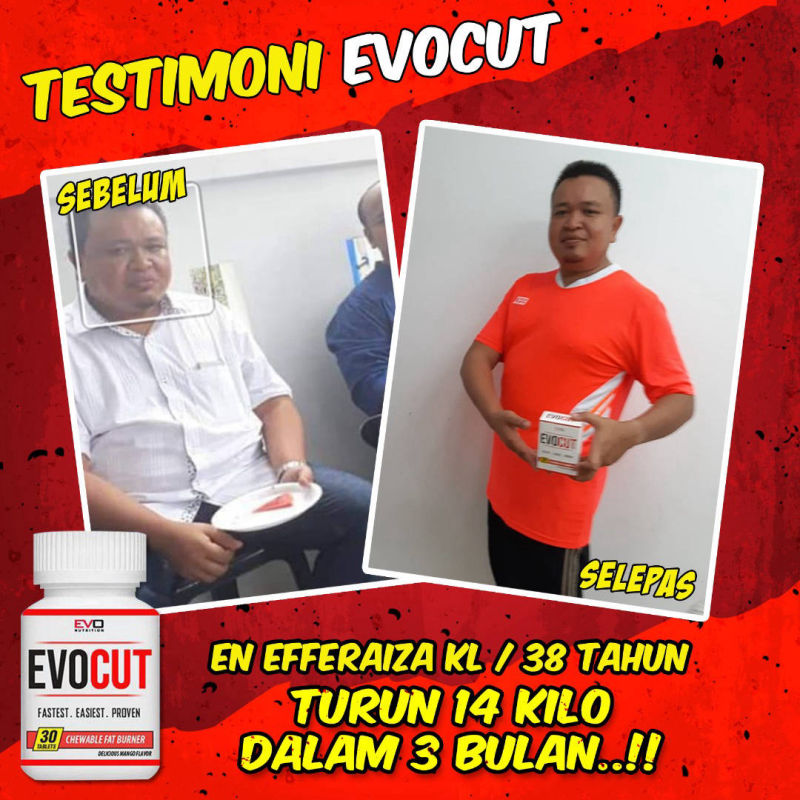 TESTIMONI EVOCUT
SEBELUM
EVOCUT
SELEPAS
EVO
NUTRITION
EVOCUT
FASTEST. EASIEST. PROVEN
30
TABLETS
CHEWABLE FAT BURNER
DELICIOUS MANGO FLAVOR
EN EFFERAIZA KL / 38 TAHUN
TURUN 14 KILO
DALAM 3 BULAN..!!